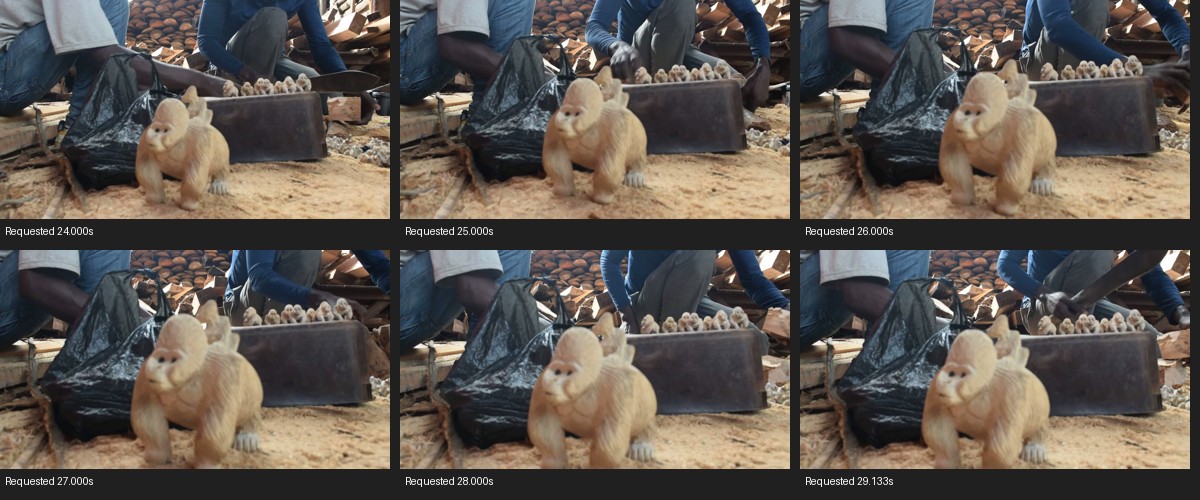 Requested 24.000s
Requested 25.000s
Requested 26.000s
Requested 27.000s
Requested 28.000s
Requested 29.133s